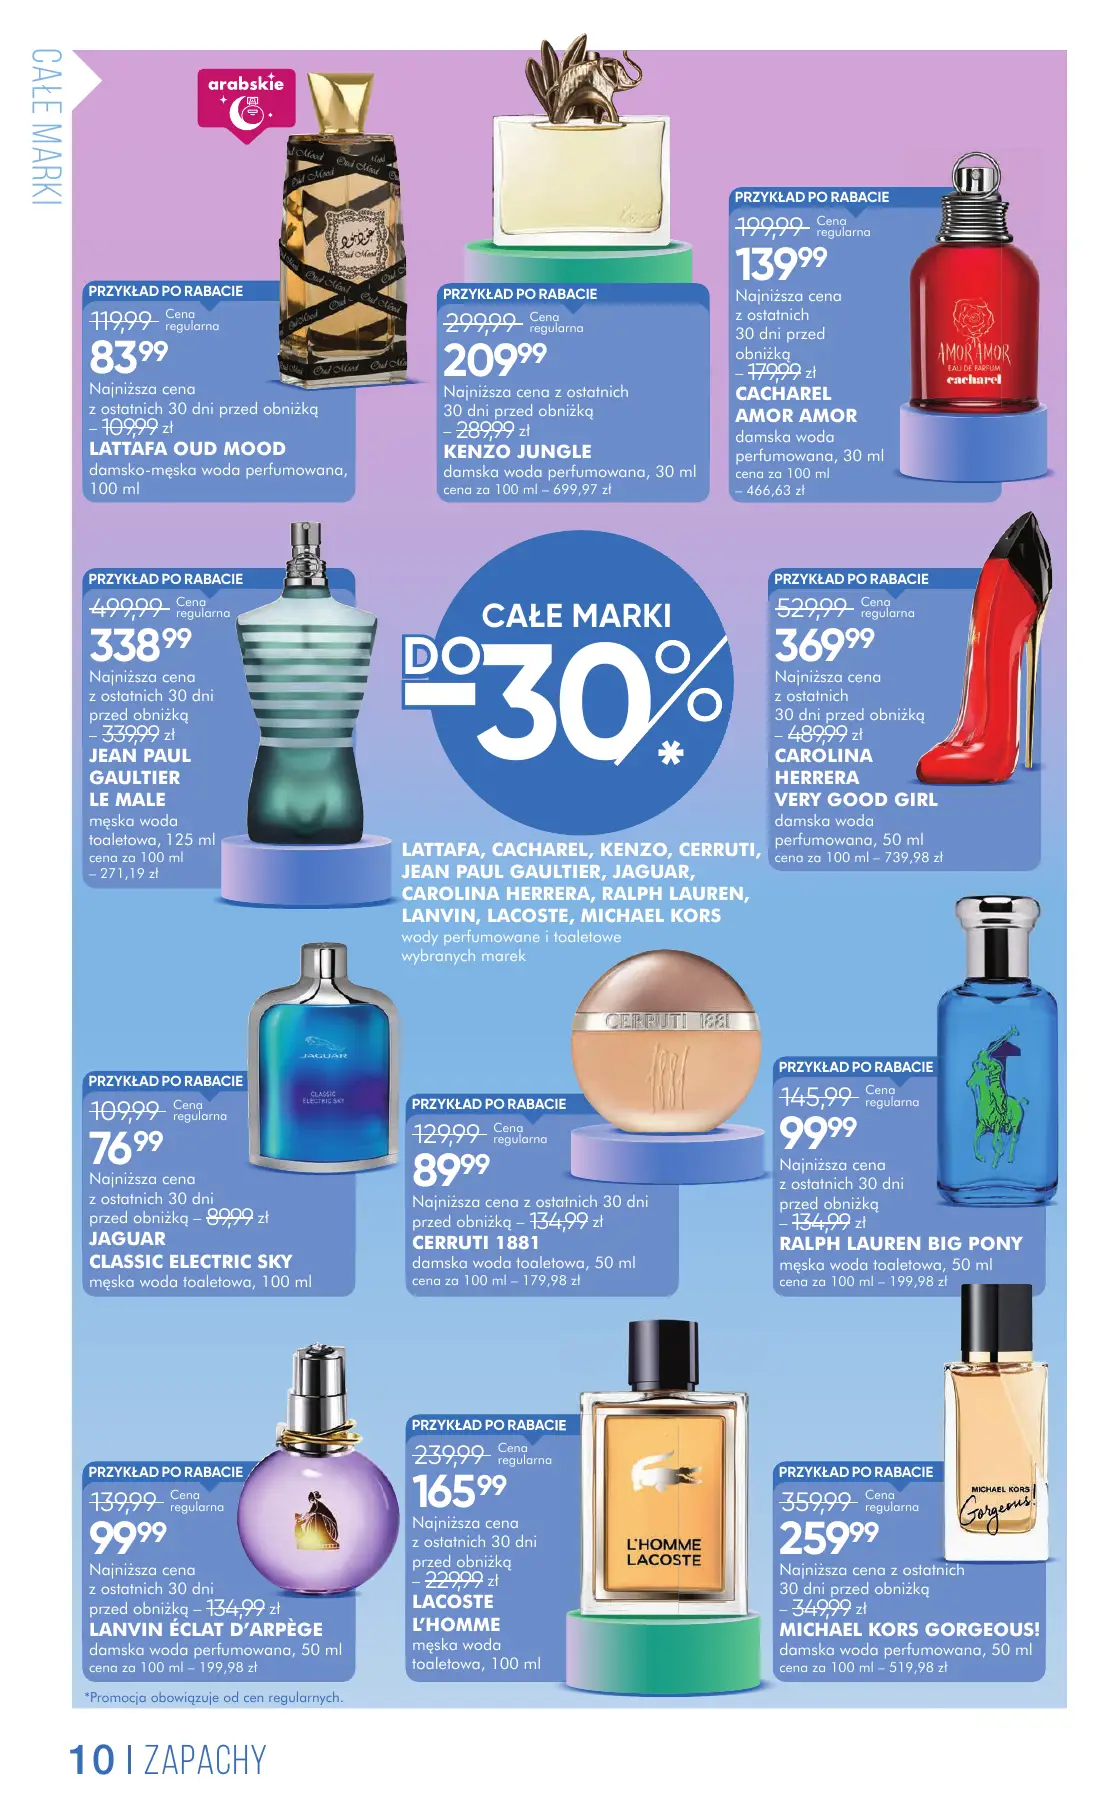 CAŁE MARKI
arabskie
Oud Mood
PRZYKŁAD PO RABACIE
119,99 Cena regularna
83 99
Najniższa cena
z ostatnich 30 dni przed obniżką
– 109,99 zł
LATTAFA OUD MOOD
damsko-męska woda perfumowana,
100 ml
PRZYKŁAD PO RABACIE
299,99 Cena regularna
209 99
Najniższa cena z ostatnich
30 dni przed obniżką
– 289,99 zł
KENZO JUNGLE
damska woda perfumowana, 30 ml
cena za 100 ml – 699,97 zł
PRZYKŁAD PO RABACIE
199,99 Cena regularna
139 99
Najniższa cena
z ostatnich
30 dni przed
obniżką
– 179,99 zł
CACHAREL
AMOR AMOR
damska woda
perfumowana, 30 ml
cena za 100 ml
– 466,63 zł
AMOR AMOR
EAU DE PARFUM
cacharel
PRZYKŁAD PO RABACIE
499,99 Cena regularna
338 99
Najniższa cena
z ostatnich 30 dni
przed obniżką
– 339,99 zł
JEAN PAUL
GAULTIER
LE MALE
męska woda
toaletowa, 125 ml
cena za 100 ml
– 271,19 zł
CAŁE MARKI
DO
–30%*
LATTAFA, CACHAREL, KENZO, CERRUTI,
JEAN PAUL GAULTIER, JAGUAR,
CAROLINA HERRERA, RALPH LAUREN,
LANVIN, LACOSTE, MICHAEL KORS
wody perfumowane i toaletowe
wybranych marek
PRZYKŁAD PO RABACIE
529,99 Cena regularna
369 99
Najniższa cena
z ostatnich
30 dni przed obniżką
– 489,99 zł
CAROLINA
HERRERA
VERY GOOD GIRL
damska woda
perfumowana, 50 ml
cena za 100 ml – 739,98 zł
PRZYKŁAD PO RABACIE
109,99 Cena regularna
76 99
Najniższa cena
z ostatnich 30 dni
przed obniżką – 89,99 zł
JAGUAR
CLASSIC ELECTRIC SKY
męska woda toaletowa, 100 ml
JAGUAR
CLASSIC
ELECTRIC SKY
CERRUTI 1881
PRZYKŁAD PO RABACIE
129,99 Cena regularna
89 99
Najniższa cena z ostatnich 30 dni
przed obniżką – 134,99 zł
CERRUTI 1881
damska woda toaletowa, 50 ml
cena za 100 ml – 179,98 zł
PRZYKŁAD PO RABACIE
145,99 Cena regularna
99 99
Najniższa cena
z ostatnich 30 dni
przed obniżką
– 134,99 zł
RALPH LAUREN BIG PONY
męska woda toaletowa, 50 ml
cena za 100 ml – 199,98 zł
PRZYKŁAD PO RABACIE
139,99 Cena regularna
99 99
Najniższa cena
z ostatnich 30 dni
przed obniżką – 134,99 zł
LANVIN ÉCLAT D’ARPÈGE
damska woda perfumowana, 50 ml
cena za 100 ml – 199,98 zł
PRZYKŁAD PO RABACIE
239,99 Cena regularna
165 99
Najniższa cena
z ostatnich 30 dni
przed obniżką
– 229,99 zł
LACOSTE
L’HOMME
męska woda
toaletowa, 100 ml
L'HOMME
LACOSTE
PRZYKŁAD PO RABACIE
359,99 Cena regularna
259 99
Najniższa cena z ostatnich
30 dni przed obniżką
– 349,99 zł
MICHAEL KORS GORGEOUS!
damska woda perfumowana, 50 ml
cena za 100 ml – 519,98 zł
MICHAEL KORS
Gorgeous!
*Promocja obowiązuje od cen regularnych.
10 | ZAPACHY